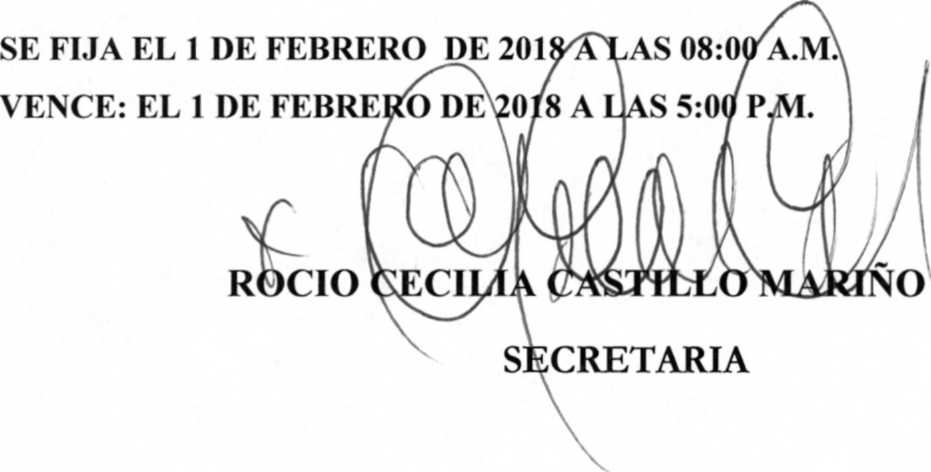 SE FIJA EL 1 DE FEBRERO DE 2018 A LAS 08:00 A.M.
VENCE: EL 1 DE FEBRERO DE 2018 A LAS 5:00 P.M.
ROCIO CECILIA CASTILLO MARIÑO
SECRETARIA